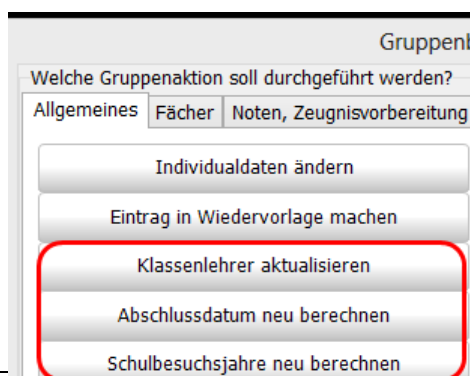 Gruppenb
Welche Gruppenaktion soll durchgeführt werden?
Allgemeines Fächer Noten, Zeugnisvorbereitung
Individualdaten ändern
Eintrag in Wiedervorlage machen
Klassenlehrer aktualisieren
Abschlussdatum neu berechnen
Schulbesuchsjahre neu berechnen